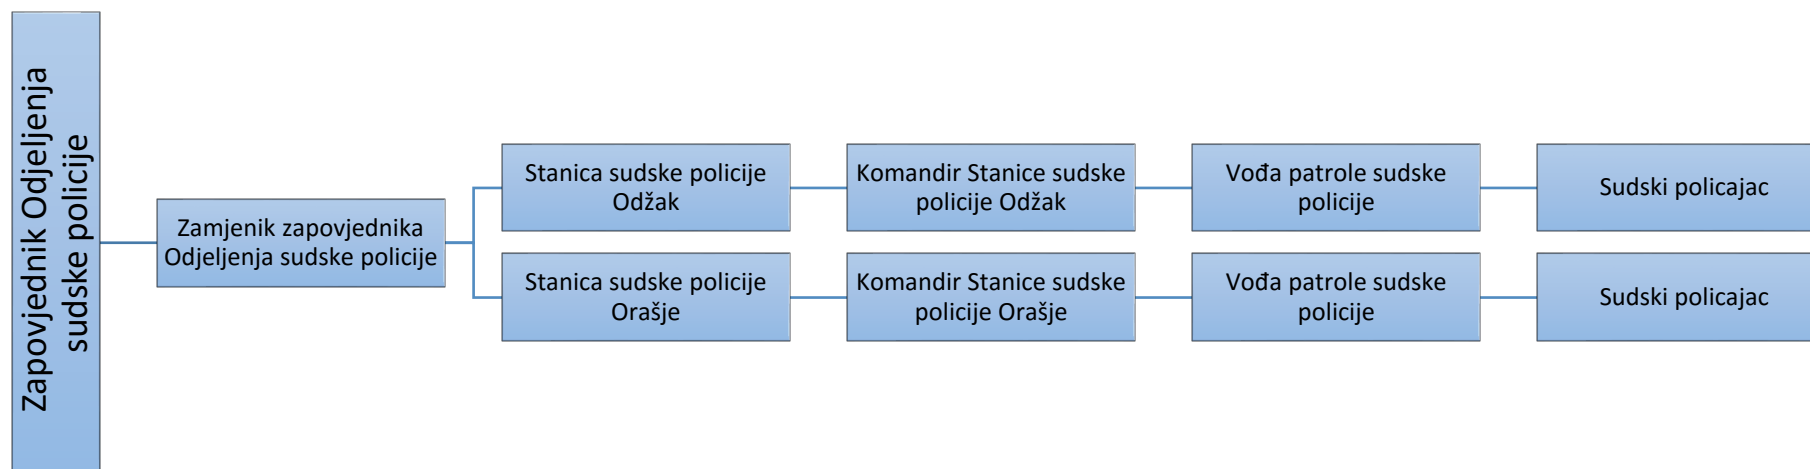 Zapovjednik Odjeljenja
sudske policije
Zamjenik zapovjednika
Odjeljenja sudske policije
Stanica sudske policije
Odžak
Komandir Stanice sudske
policije Odžak
Vođa patrole sudske
policije
Sudski policajac
Stanica sudske policije
Orašje
Komandir Stanice sudske
policije Orašje
Vođa patrole sudske
policije
Sudski policajac